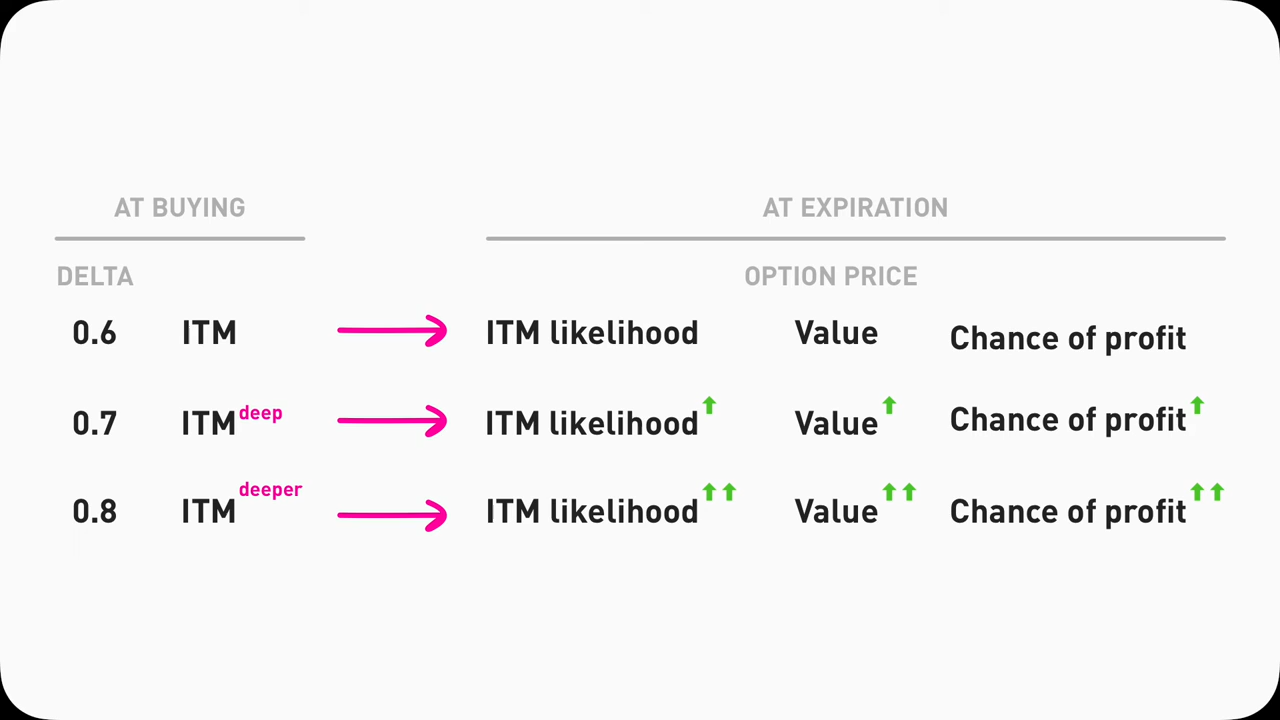 AT BUYING AT EXPIRATION
DELTA OPTION PRICE
0.6 ITM ITM likelihood Value Chance of profit
0.7 ITM deep ITM likelihood Value Chance of profit
0.8 ITM deeper ITM likelihood Value Chance of profit